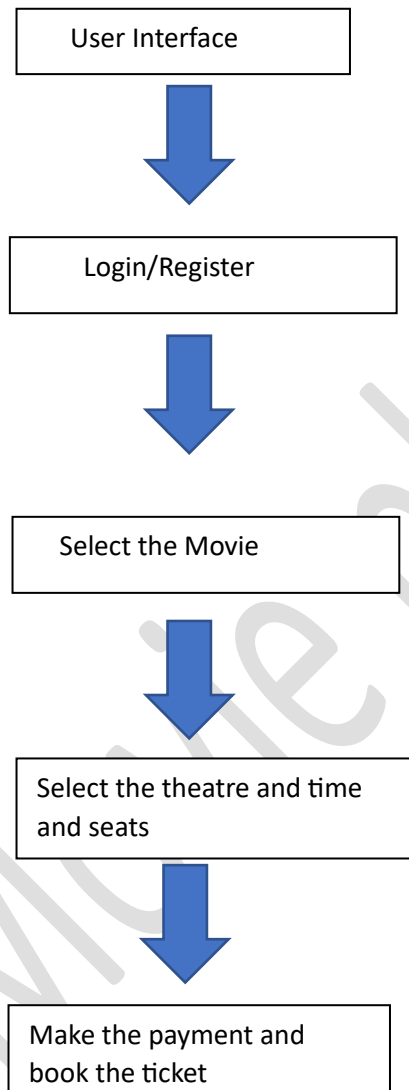 User Interface
Login/Register
Select the Movie
Select the theatre and time
and seats
Make the payment and
book the ticket
Movie